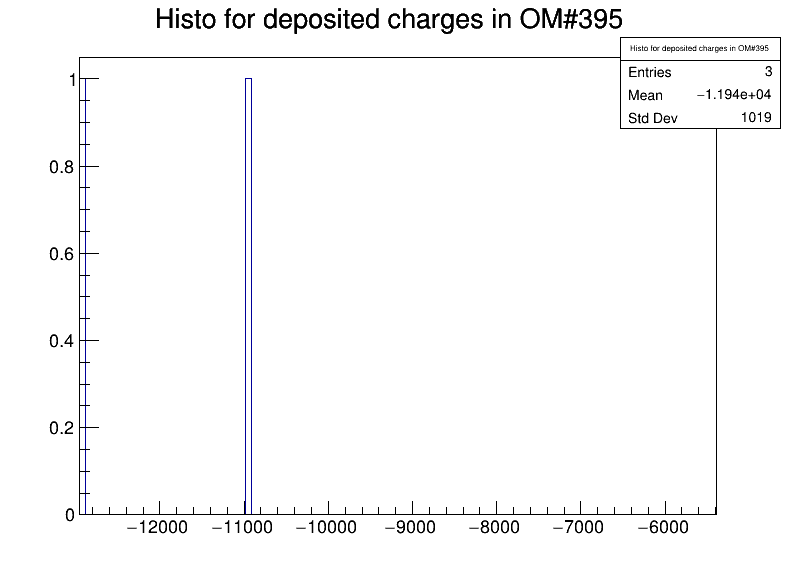 Histo for deposited charges in OM#395
Histo for deposited charges in OM#395
Entries 3
Mean −1.194e+04
Std Dev 1019
1
0.8
0.6
0.4
0.2
0
−12000 −11000 −10000 −9000 −8000 −7000 −6000